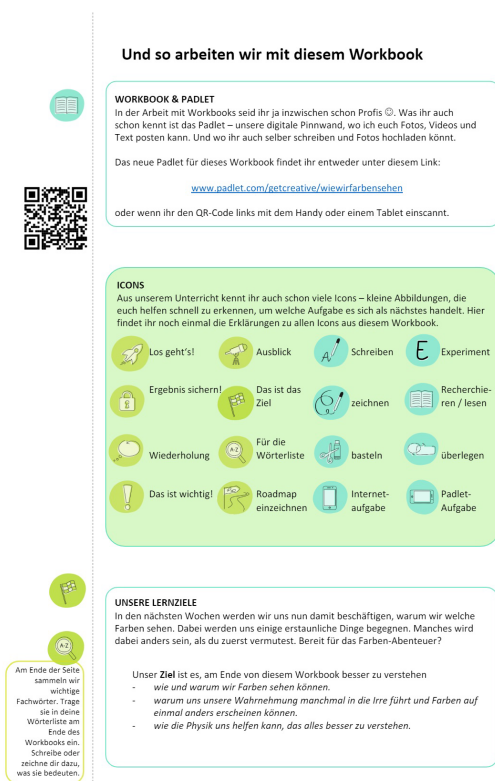 Und so arbeiten wir mit diesem Workbook
WORKBOOK & PADLET
In der Arbeit mit Workbooks seid ihr ja inzwischen schon Profis ☺. Was ihr auch
schon kennt ist das Padlet – unsere digitale Pinnwand, wo ich euch Fotos, Videos und
Text posten kann. Und wo ihr auch selber schreiben und Fotos hochladen könnt.
Das neue Padlet für dieses Workbook findet ihr entweder unter diesem Link:
www.padlet.com/getcreative/wiewirfarbensehen
oder wenn ihr den QR-Code links mit dem Handy oder einem Tablet einscannt.
ICONS
Aus unserem Unterricht kennt ihr auch schon viele Icons – kleine Abbildungen, die
euch helfen schnell zu erkennen, um welche Aufgabe es sich als nächstes handelt. Hier
findet ihr noch einmal die Erklärungen zu allen Icons aus diesem Workbook.
Los geht's!
Ausblick
A
Schreiben
E
Experiment
Ergebnis sichern!
Das ist das
Ziel
zeichnen
Recherchie-
ren / lesen
Wiederholung
A-Z
Für die
Wörterliste
basteln
überlegen
Das ist wichtig!
Roadmap
einzeichnen
Internet-
aufgabe
Padlet-
Aufgabe
UNSERE LERNZIELE
In den nächsten Wochen werden wir uns nun damit beschäftigen, warum wir welche
Farben sehen. Dabei werden uns einige erstaunliche Dinge begegnen. Manches wird
dabei anders sein, als du zuerst vermutest. Bereit für das Farben-Abenteuer?
Unser Ziel ist es, am Ende von diesem Workbook besser zu verstehen
- wie und warum wir Farben sehen können.
- warum uns unsere Wahrnehmung manchmal in die Irre führt und Farben auf
einmal anders erscheinen können.
- wie die Physik uns helfen kann, das alles besser zu verstehen.
A-Z
Am Ende der Seite
sammeln wir
wichtige
Fachwörter. Trage
sie in deine
Wörterliste am
Ende des
Workbooks ein.
Schreibe oder
zeichne dir dazu,
was sie bedeuten.